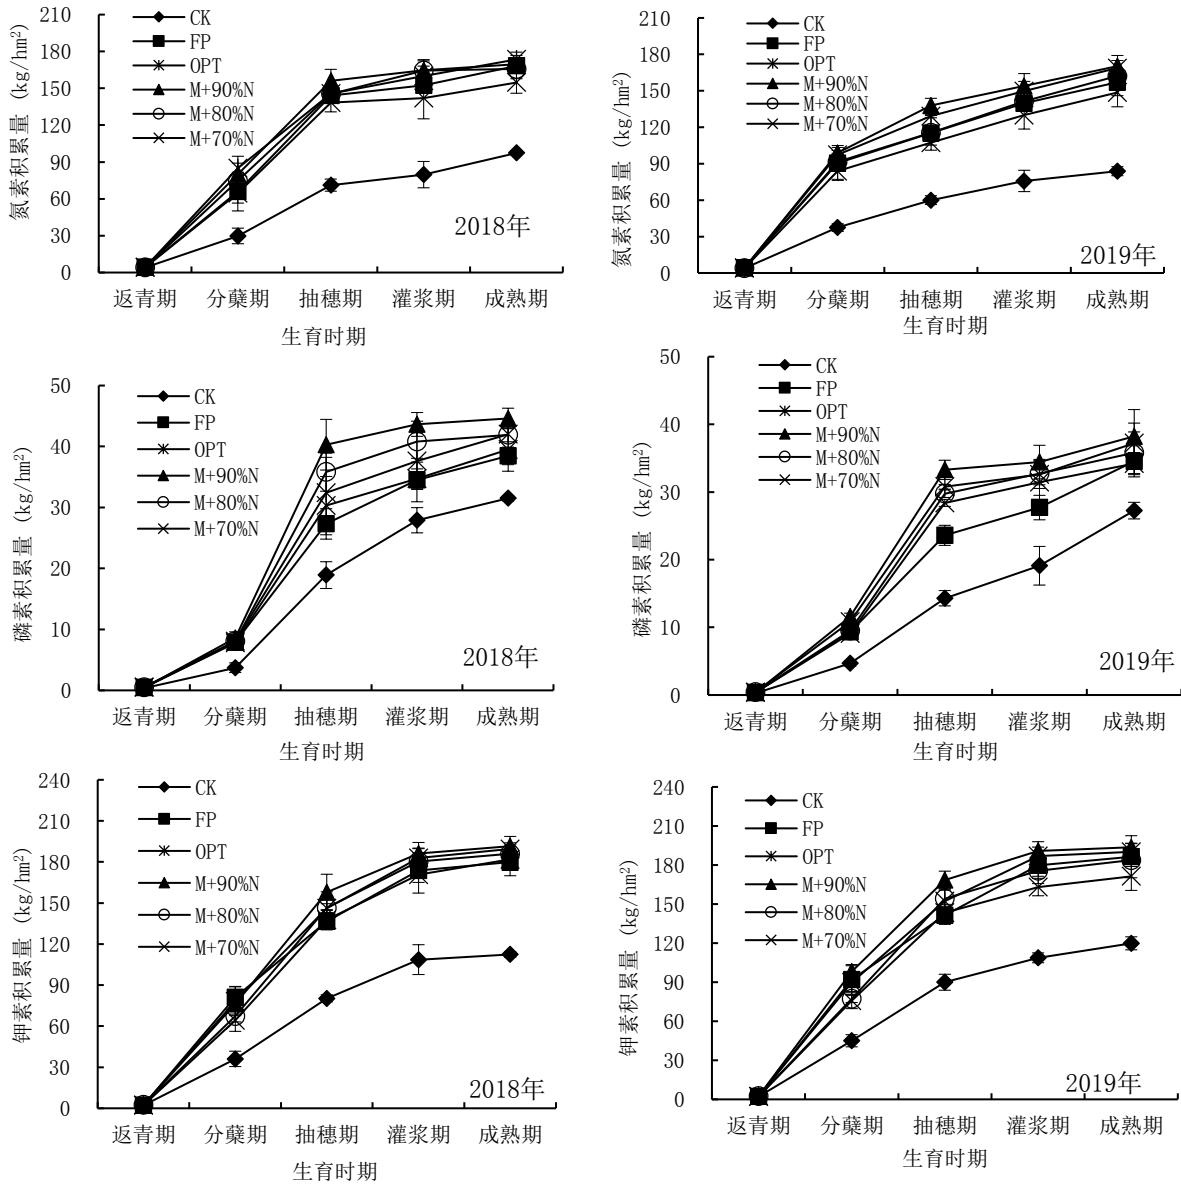 氮素积累量 (kg/hm²)
210
180
150
120
90
60
30
0
CK
FP
OPT
M+90%N
M+80%N
M+70%N
2018年
返青期 分蘖期 抽穗期 灌浆期 成熟期
生育时期
氮素积累量 (kg/hm²)
210
180
150
120
90
60
30
0
CK
FP
OPT
M+90%N
M+80%N
M+70%N
2019年
返青期 分蘖期 抽穗期 灌浆期 成熟期
生育时期
磷素积累量 (kg/hm²)
50
40
30
20
10
0
CK
FP
OPT
M+90%N
M+80%N
M+70%N
2018年
返青期 分蘖期 抽穗期 灌浆期 成熟期
生育时期
磷素积累量 (kg/hm²)
50
40
30
20
10
0
CK
FP
OPT
M+90%N
M+80%N
M+70%N
2019年
返青期 分蘖期 抽穗期 灌浆期 成熟期
生育时期
钾素积累量 (kg/hm²)
240
210
180
150
120
90
60
30
0
CK
FP
OPT
M+90%N
M+80%N
M+70%N
2018年
返青期 分蘖期 抽穗期 灌浆期 成熟期
生育时期
钾素积累量 (kg/hm²)
240
210
180
150
120
90
60
30
0
CK
FP
OPT
M+90%N
M+80%N
M+70%N
2019年
返青期 分蘖期 抽穗期 灌浆期 成熟期
生育时期